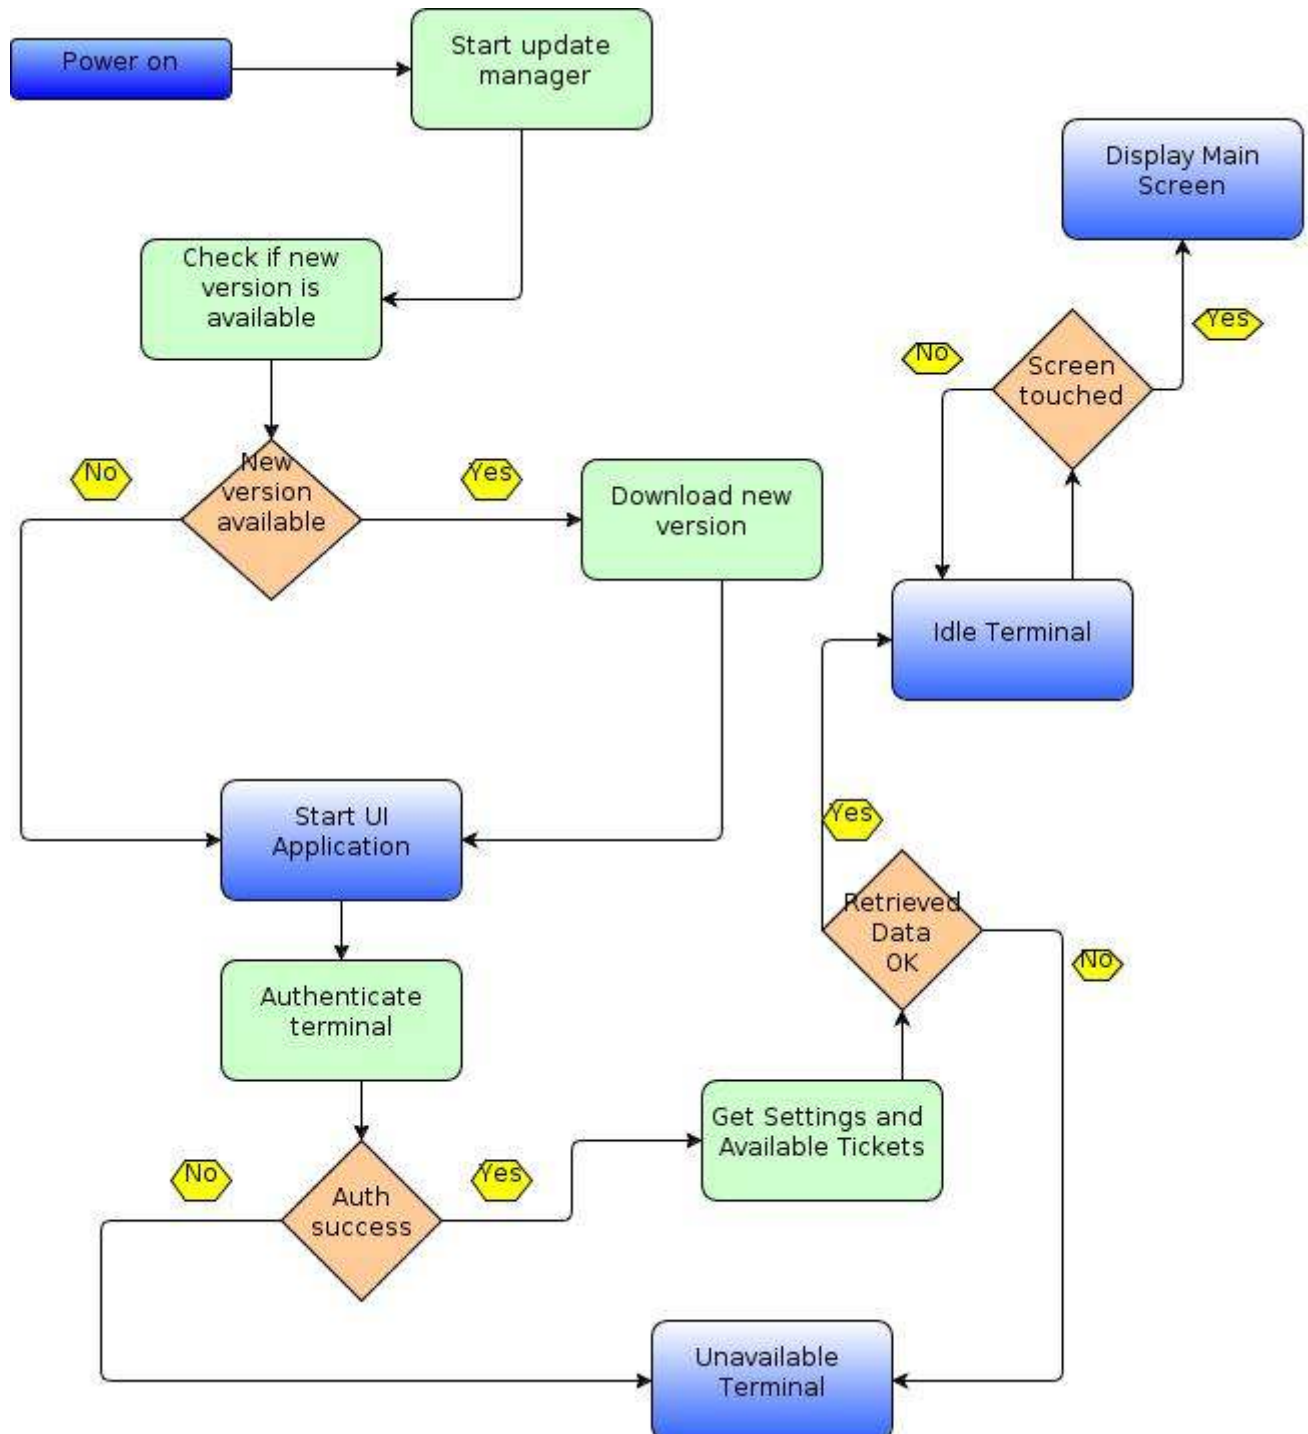 Power on
Start update
manager
Display Main
Screen
Check if new
version is
available
No
Yes
Screen
touched
No
New
version
available
Yes
Download new
version
Idle Terminal
Start UI
Application
Yes
Retrieved
Data
OK
No
Authenticate
terminal
Get Settings and
Available Tickets
No
Auth
success
Yes
Unavailable
Terminal